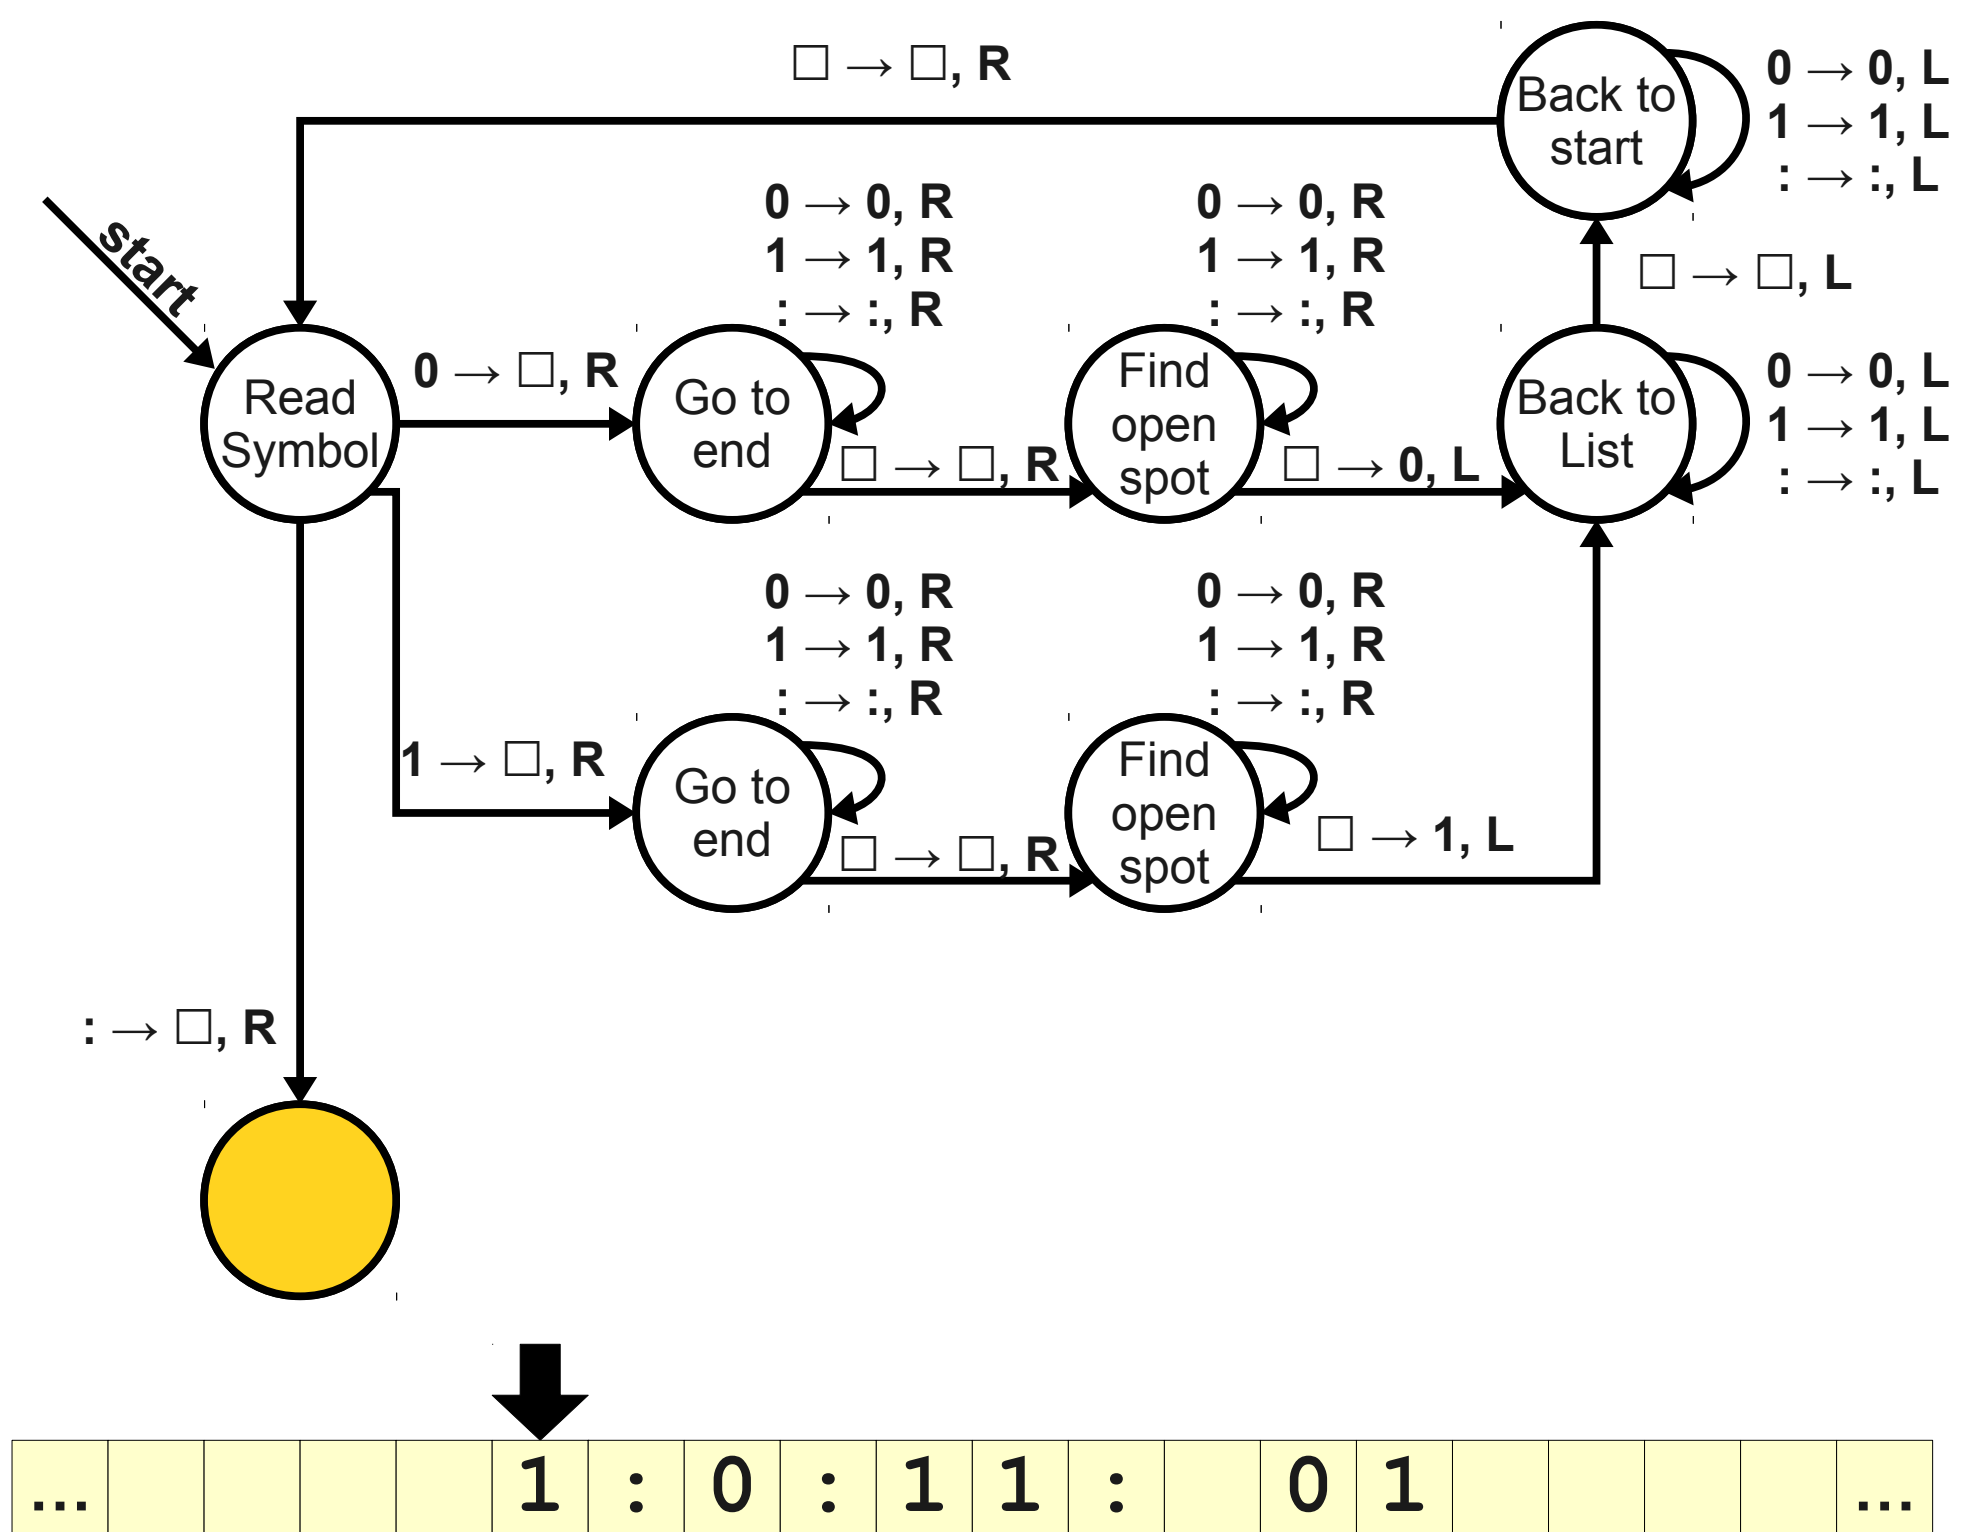 □ → □, R
Back to
start
0 → 0, L
1 → 1, L
: → :, L
start
0 → 0, R
1 → 1, R
: → :, R
0 → 0, R
1 → 1, R
: → :, R
□ → □, L
Read
Symbol
0 → □, R
Go to
end
□ → □, R
Find
open
spot
□ → 0, L
Back to
List
0 → 0, L
1 → 1, L
: → :, L
0 → 0, R
1 → 1, R
: → :, R
0 → 0, R
1 → 1, R
: → :, R
1 → □, R
Go to
end
□ → □, R
Find
open
spot
□ → 1, L
: → □, R
... 1 : 0 : 1 1 : 0 1 ...